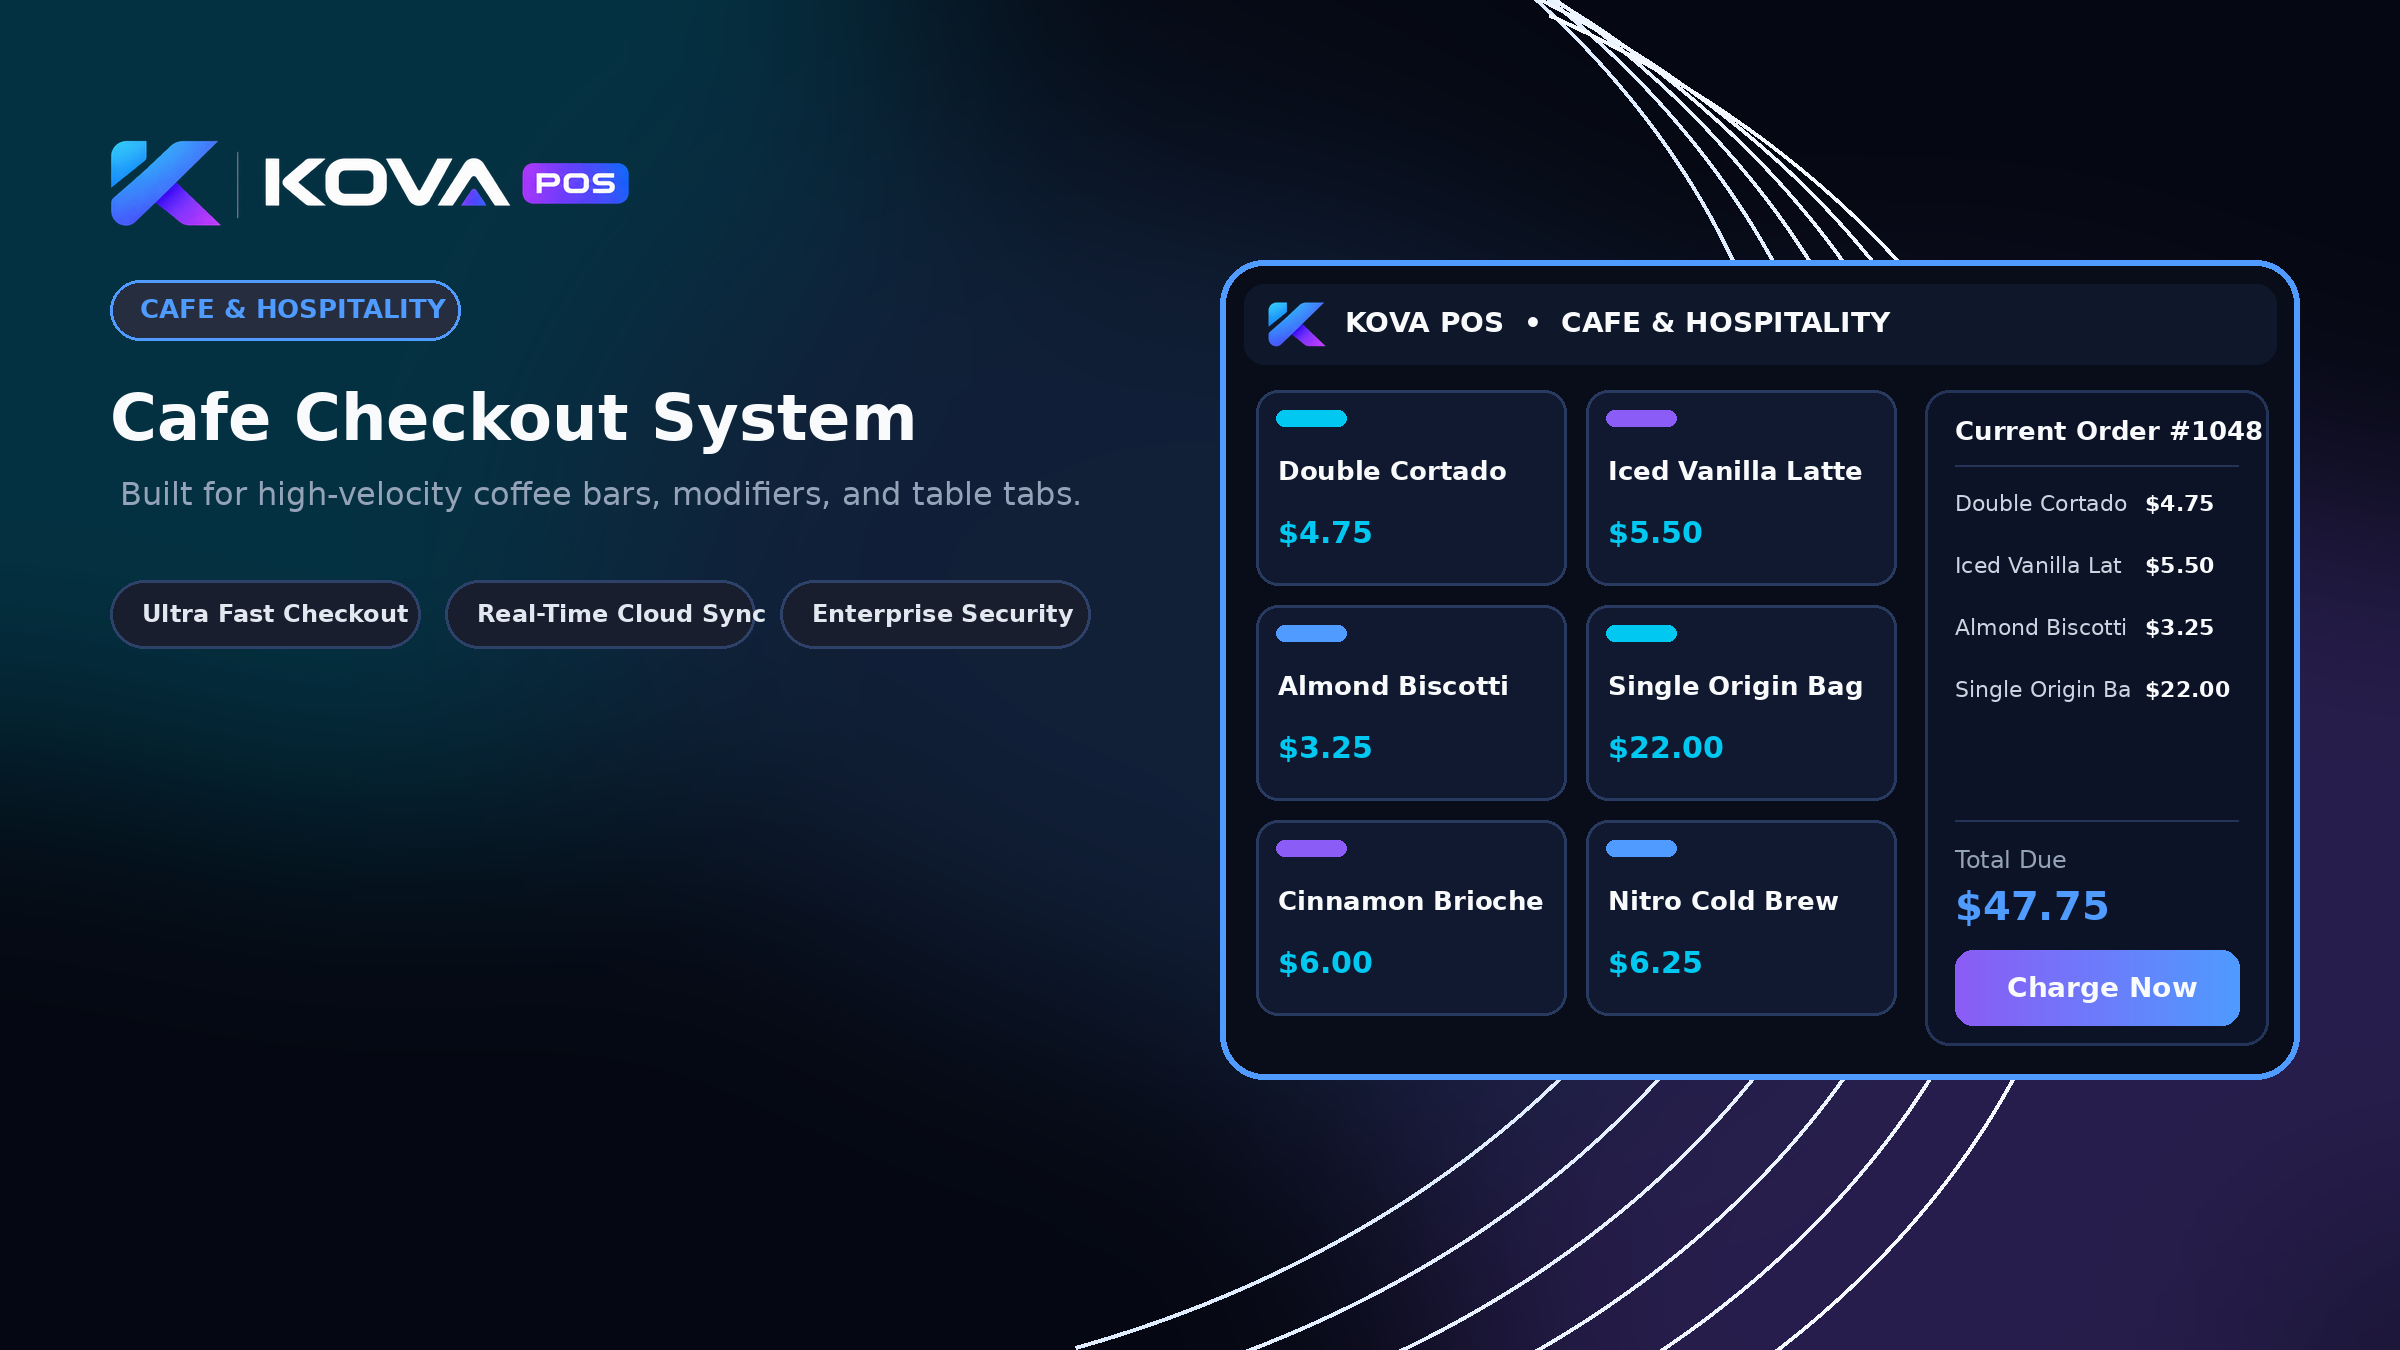 KOVA POS
CAFE & HOSPITALITY
Cafe Checkout System
Built for high-velocity coffee bars, modifiers, and table tabs.
Ultra Fast Checkout
Real-Time Cloud Sync
Enterprise Security
KOVA POS • CAFE & HOSPITALITY
Double Cortado
$4.75
Iced Vanilla Latte
$5.50
Almond Biscotti
$3.25
Single Origin Bag
$22.00
Cinnamon Brioche
$6.00
Nitro Cold Brew
$6.25
Current Order #1048
Double Cortado $4.75
Iced Vanilla Lat $5.50
Almond Biscotti $3.25
Single Origin Ba $22.00
Total Due
$47.75
Charge Now